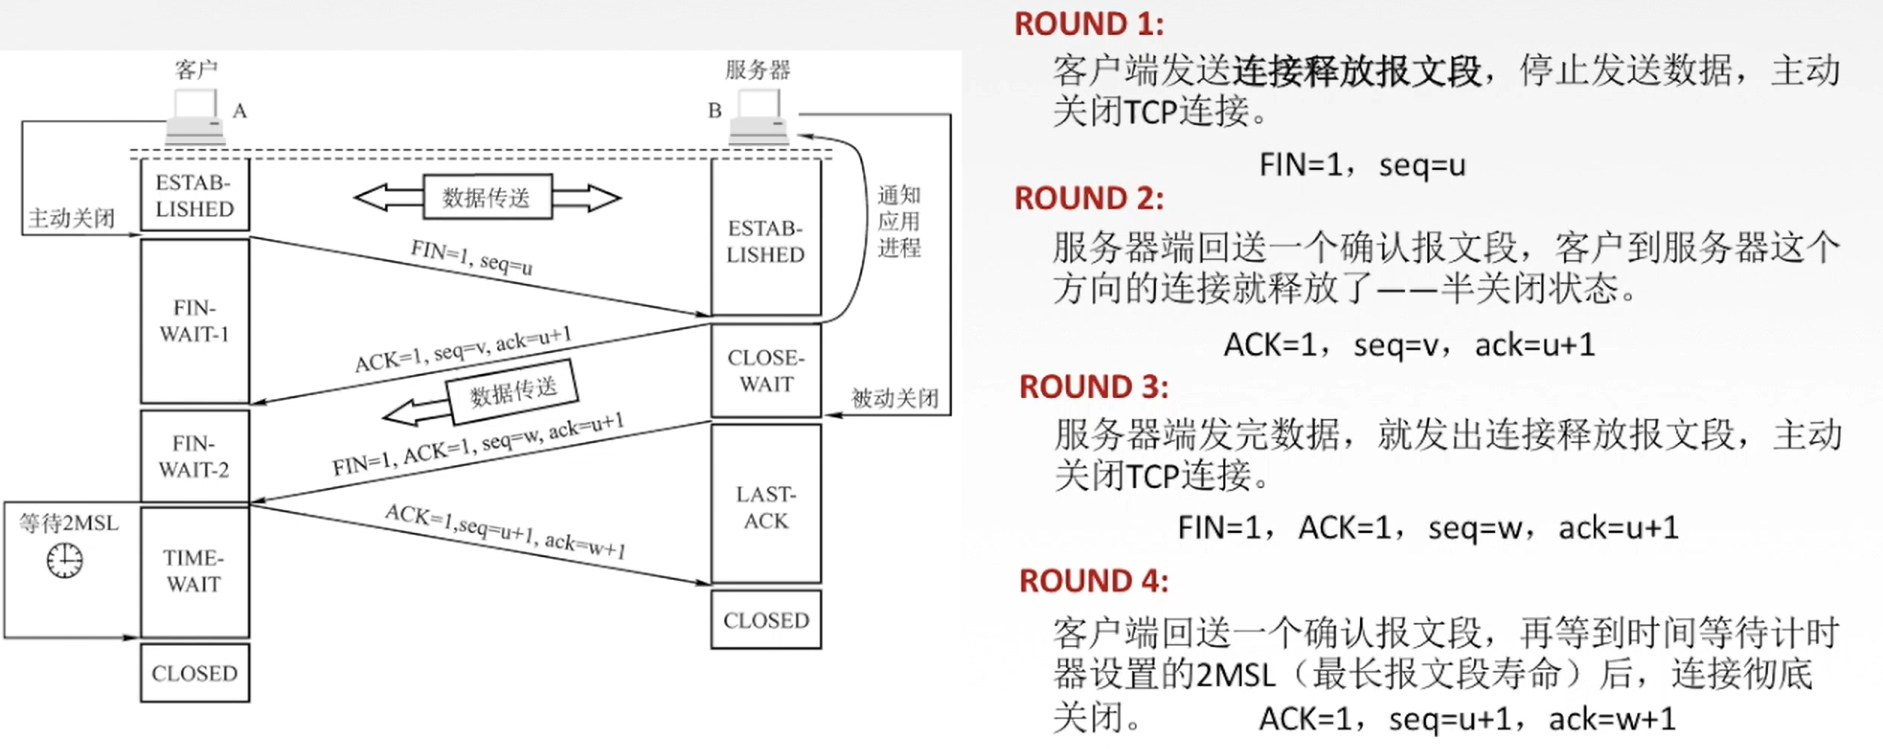 客户
A
服务器
B
主动关闭
ESTAB-
LISHED
数据传送
ESTAB-
LISHED
通知
应用
进程
FIN=1, seq=u
FIN-
WAIT-1
ACK=1, seq=v, ack=u+1
CLOSE-
WAIT
数据传送
被动关闭
FIN-
WAIT-2
FIN=1, ACK=1, seq=w, ack=u+1
等待2MSL
TIME-
WAIT
ACK=1,seq=u+1, ack=w+1
LAST-
ACK
CLOSED
CLOSED
ROUND 1:
客户端发送连接释放报文段，停止发送数据，主动
关闭TCP连接。
FIN=1，seq=u
ROUND 2:
服务器端回送一个确认报文段，客户到服务器这个
方向的连接就释放了——半关闭状态。
ACK=1，seq=v，ack=u+1
ROUND 3:
服务器端发完数据，就发出连接释放报文段，主动
关闭TCP连接。
FIN=1，ACK=1，seq=w，ack=u+1
ROUND 4:
客户端回送一个确认报文段，再等到时间等待计时
器设置的2MSL（最长报文段寿命）后，连接彻底
关闭。 ACK=1，seq=u+1，ack=w+1